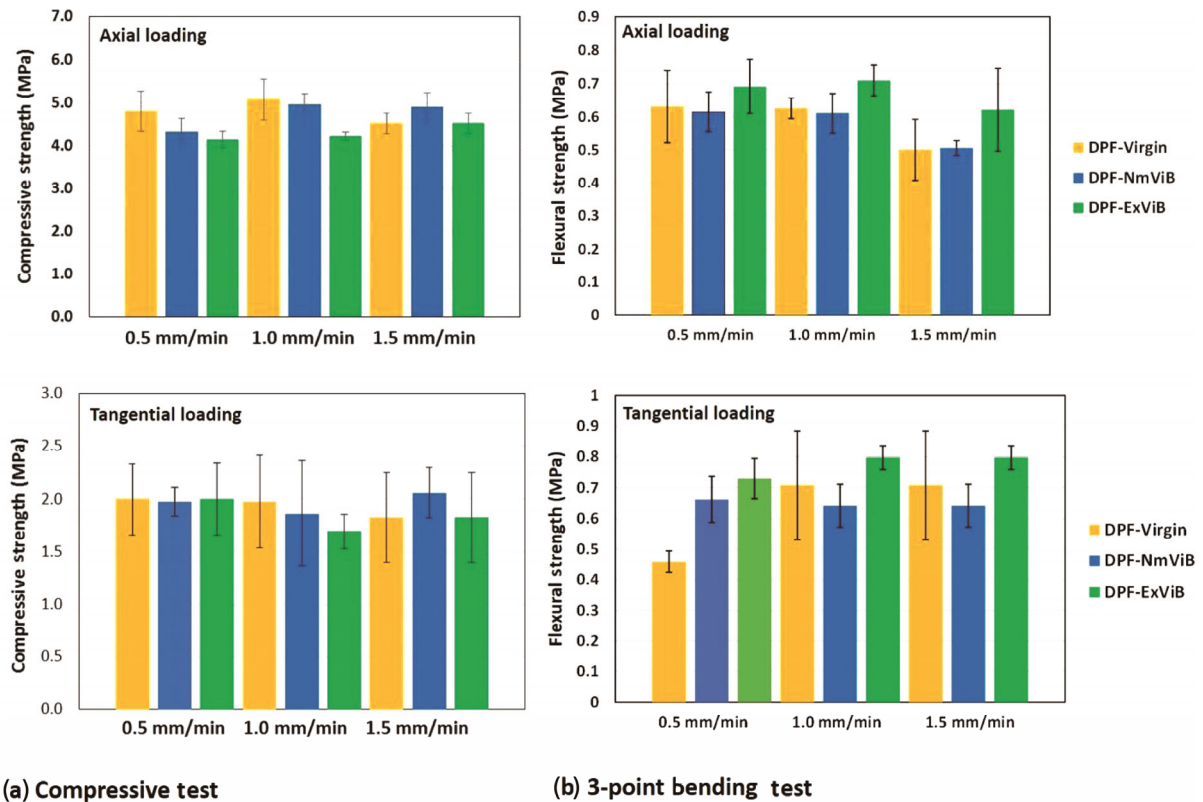 Compressive strength (MPa)
7.0
6.0
5.0
4.0
3.0
2.0
1.0
0.0
Axial loading
0.5 mm/min 1.0 mm/min 1.5 mm/min
Flexural strength (MPa)
0.9
0.8
0.7
0.6
0.5
0.4
0.3
0.2
0.1
0
Axial loading
0.5 mm/min 1.0 mm/min 1.5 mm/min
DPF-Virgin
DPF-NmViB
DPF-ExViB
Compressive strength (MPa)
3.0
2.5
2.0
1.5
1.0
0.5
0.0
Tangential loading
0.5 mm/min 1.0 mm/min 1.5 mm/min
Flexural strength (MPa)
1
0.9
0.8
0.7
0.6
0.5
0.4
0.3
0.2
0.1
0
Tangential loading
0.5 mm/min 1.0 mm/min 1.5 mm/min
DPF-Virgin
DPF-NmViB
DPF-ExViB
(a) Compressive test
(b) 3-point bending test